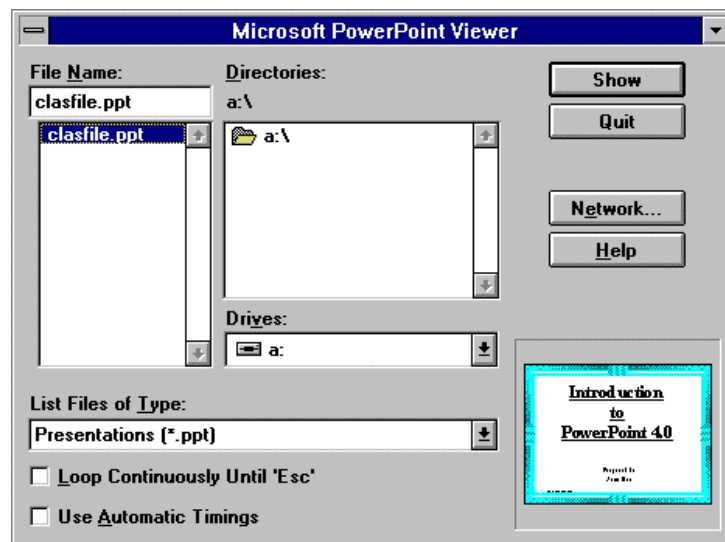 Microsoft PowerPoint Viewer
File Name:
clasfile.ppt
clasfile.ppt
Directories:
a:\
a:\
Drives:
a:
Show
Quit
Network...
Help
List Files of Type:
Presentations (*.ppt)
Loop Continuously Until 'Esc'
Use Automatic Timings
Introduction
to
PowerPoint 4.0